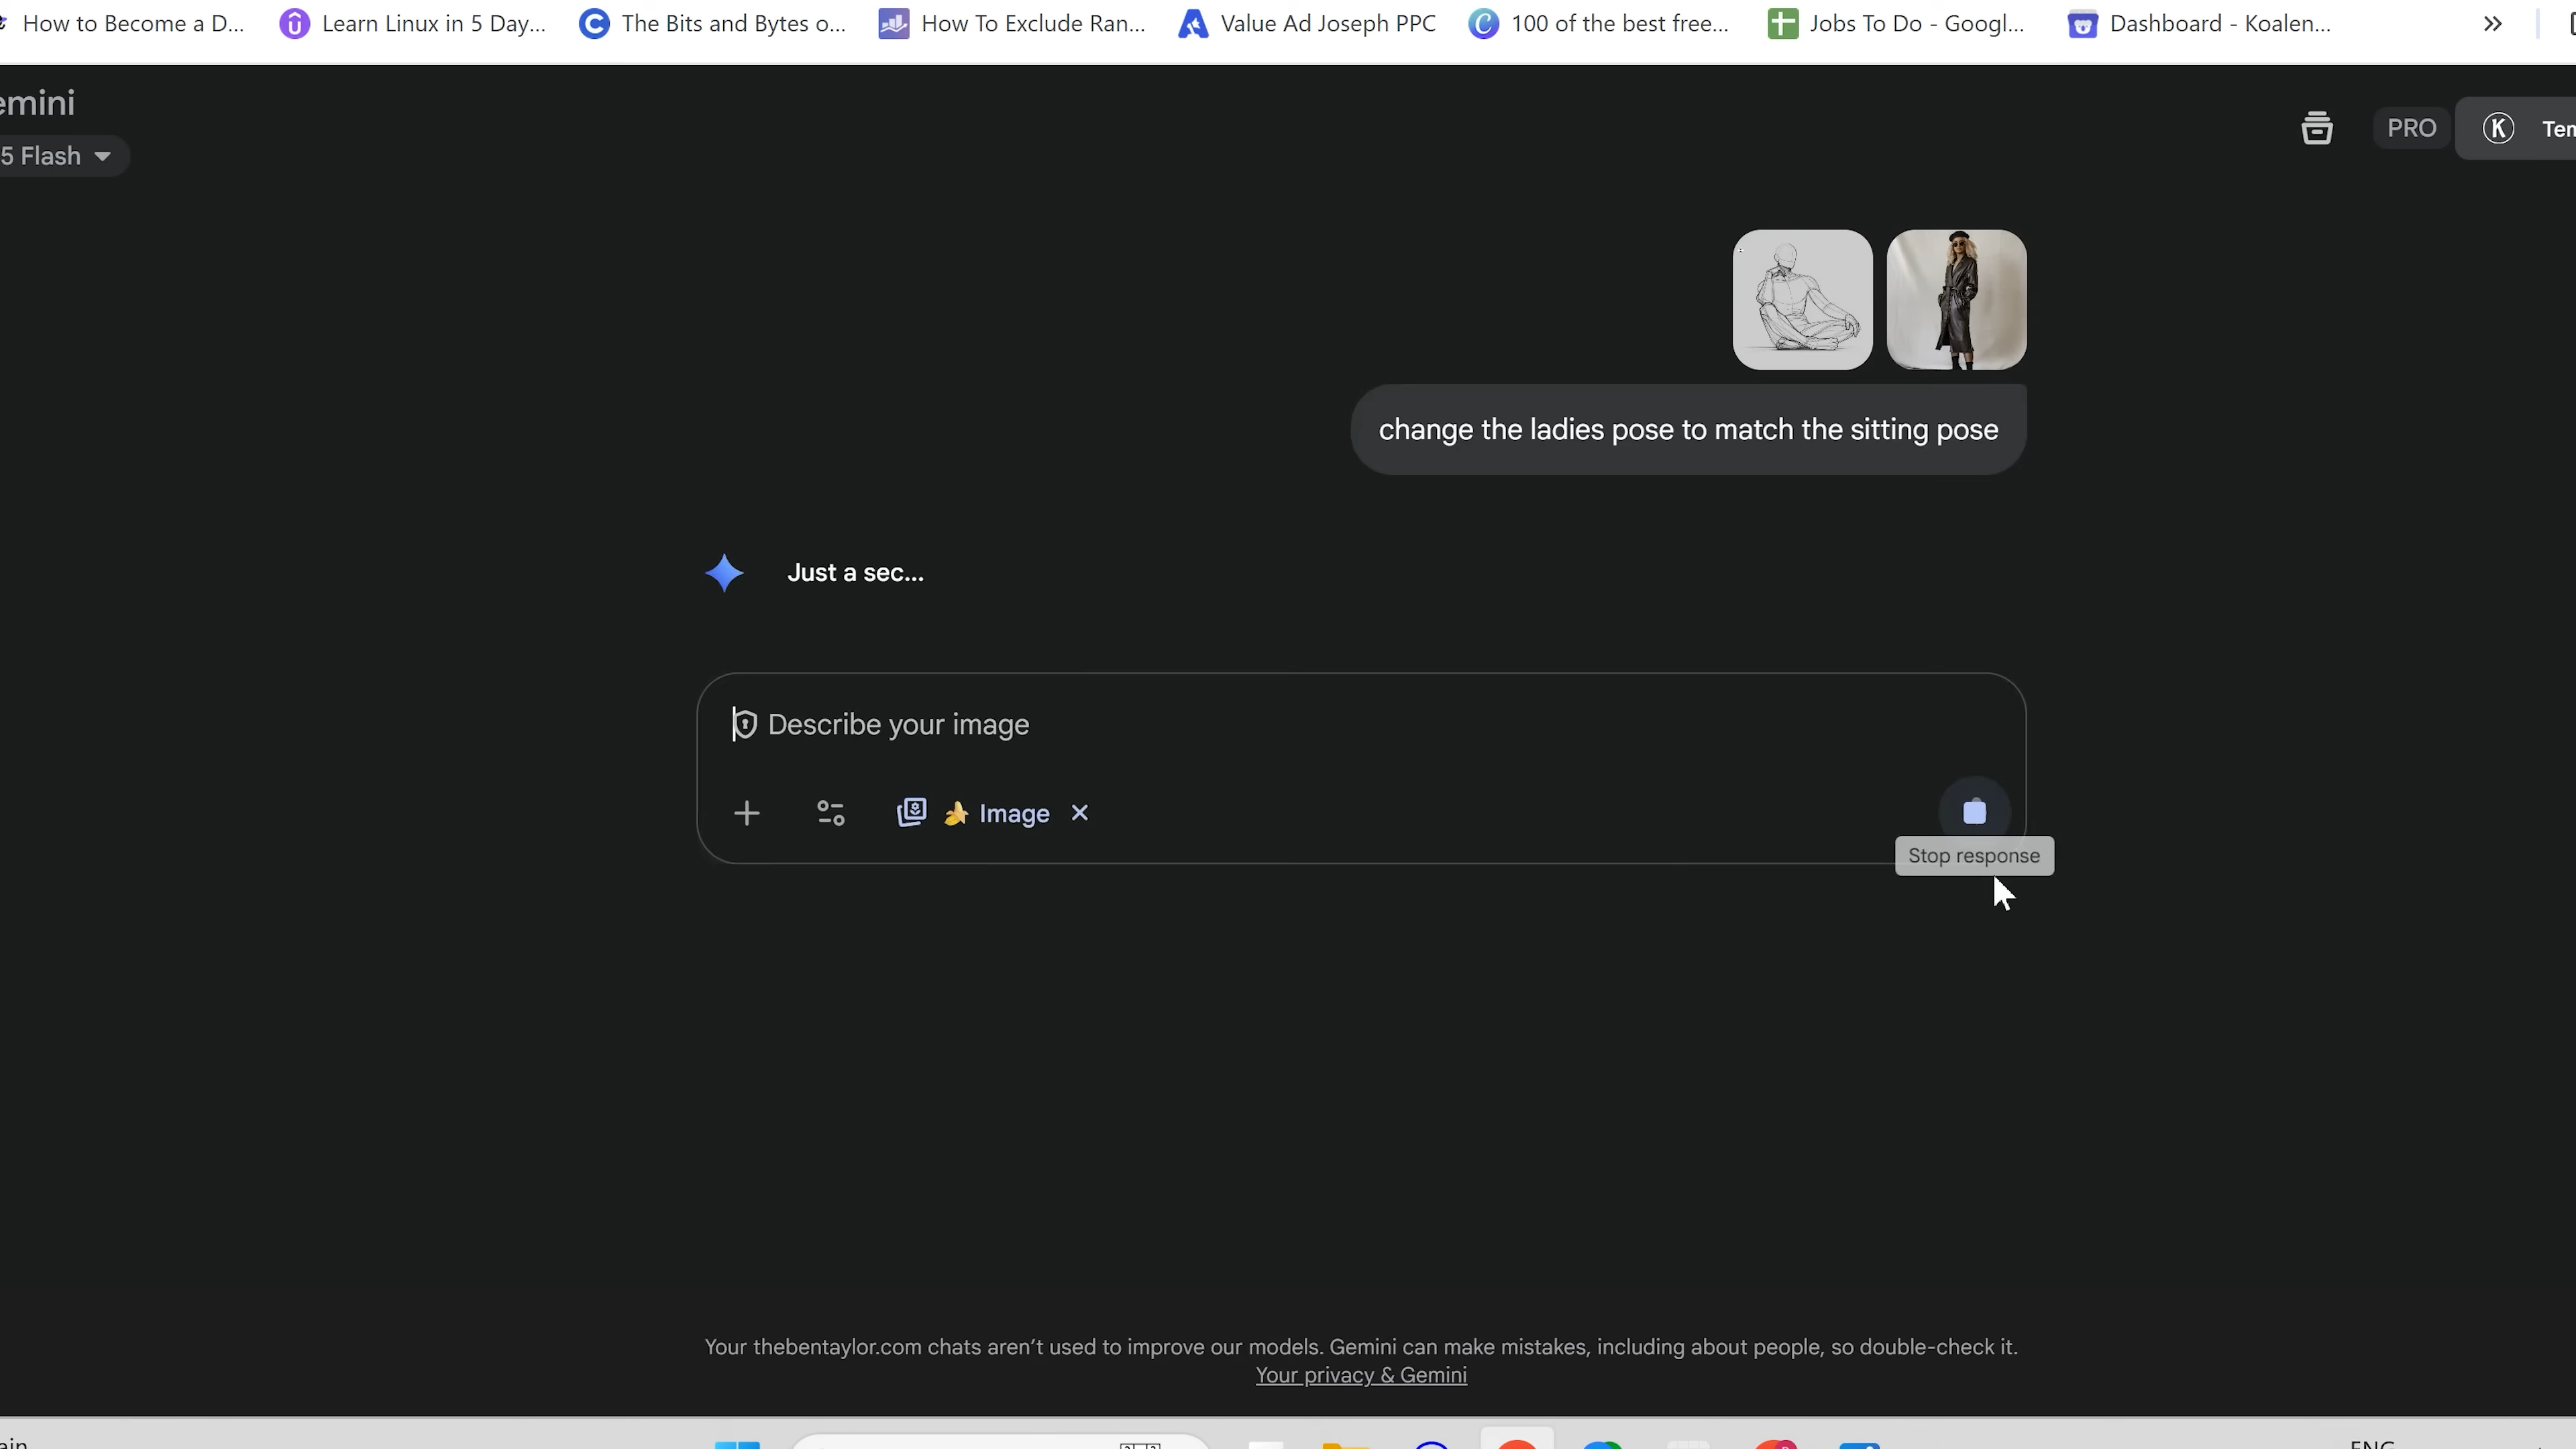 How to Become a D...
Learn Linux in 5 Day...
The Bits and Bytes o...
How To Exclude Ran...
Value Ad Joseph PPC
100 of the best free...
Jobs To Do - Googl...
Dashboard - Koalen...
emini
5 Flash
PRO
K
Tem
change the ladies pose to match the sitting pose
Just a sec...
Describe your image
Image
Stop response
Your thebentaylor.com chats aren’t used to improve our models. Gemini can make mistakes, including about people, so double-check it.
Your privacy & Gemini